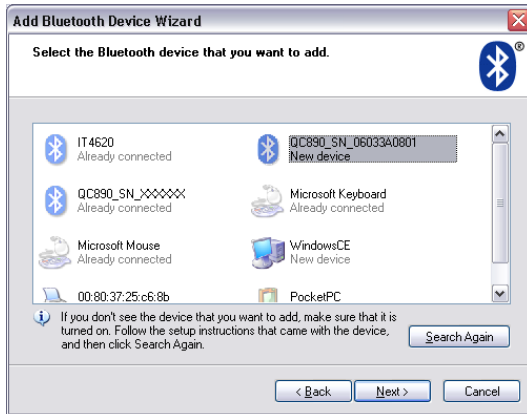 Add Bluetooth Device Wizard
Select the Bluetooth device that you want to add.
®
IT4620
Already connected
QC890_SN_06033A0801
New device
QC890_SN_XXXXXX
Already connected
Microsoft Keyboard
Already connected
Microsoft Mouse
Already connected
WindowsCE
New device
00:80:37:25:c6:8b
PocketPC
If you don't see the device that you want to add, make sure that it is
turned on. Follow the setup instructions that came with the device,
and then click Search Again.
Search Again
< Back
Next >
Cancel